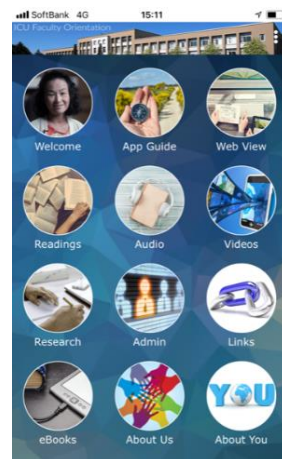 SoftBank 4G 15:11
ICU Faculty Orientation
Welcome App Guide Web View
Readings Audio Videos
Research Admin Links
YOU
eBooks About Us About You